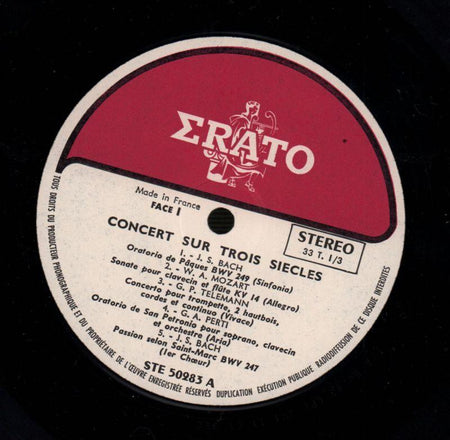 ΣRATO
Made in France
FACE I
STEREO
33 T. 1/3
CONCERT SUR TROIS SIECLES
1. - J. S. BACH
Oratorio de Pâques BWV 249 (Sinfonia)
2. - W. A. MOZART
Sonate pour clavecin et flûte KV 14 (Allegro)
3. - G. P. TELEMANN
Concerto pour trompette, 2 hautbois,
cordes et continuo (Vivace)
4. - G. A. PERTI
Oratorio de San Petronio pour soprano, clavecin
et orchestre (Aria)
5. - J. S. BACH
Passion selon Saint-Marc BWV 247
(1er Chœur)
STE 50283 A
TOUS DROITS DU PRODUCTEUR PHONOGRAPHIQUE ET DU PROPRIÉTAIRE DE L'ŒUVRE ENREGISTRÉE RÉSERVÉS DUPLICATION EXÉCUTION PUBLIQUE RADIODIFFUSION DE CE DISQUE INTERDITES